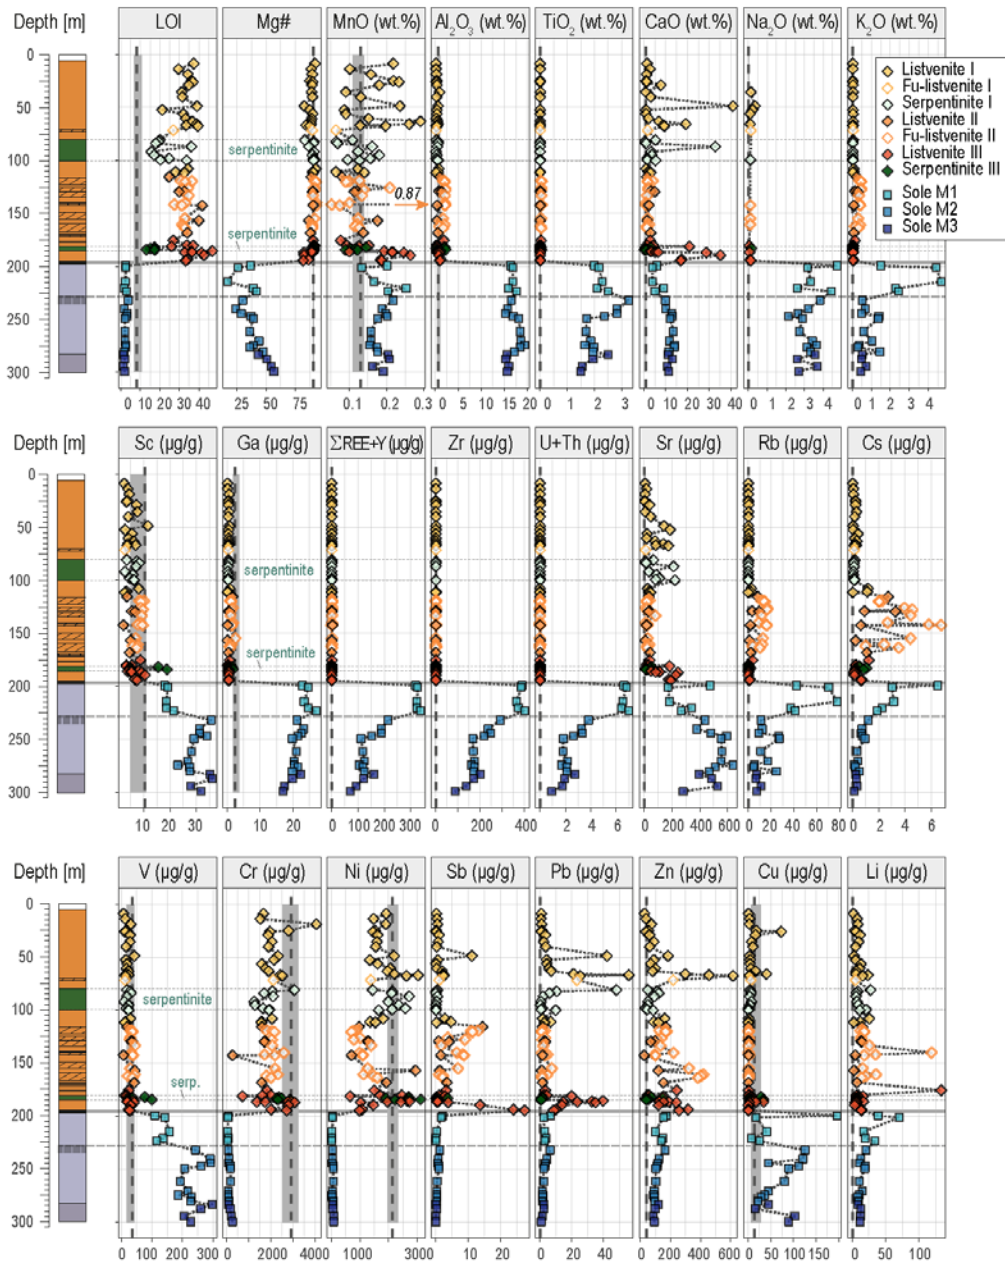 Depth [m] LOI Mg# MnO (wt.%) Al₂O₃ (wt.%) TiO₂ (wt.%) CaO (wt.%) Na₂O (wt.%) K₂O (wt.%)
0
50
100
150
200
250
300
serpentinite
serpentinite
0.87
Listvenite I
Fu-listvenite I
Serpentinite I
Listvenite II
Fu-listvenite II
Listvenite III
Serpentinite III
Sole M1
Sole M2
Sole M3
0 10 20 30 40 25 50 75 0.1 0.2 0.3 0 5 10 15 20 0 1 2 3 0 10 20 30 40 0 1 2 3 4 0 1 2 3 4
Depth [m] Sc (µg/g) Ga (µg/g) ΣREE+Y (µg/g) Zr (µg/g) U+Th (µg/g) Sr (µg/g) Rb (µg/g) Cs (µg/g)
0
50
100
150
200
250
300
serpentinite
serpentinite
10 20 30 0 10 20 0 100 200 300 0 100 200 300 400 0 2 4 6 0 200 400 600 0 20 40 60 80 0 2 4 6
Depth [m] V (µg/g) Cr (µg/g) Ni (µg/g) Sb (µg/g) Pb (µg/g) Zn (µg/g) Cu (µg/g) Li (µg/g)
0
50
100
150
200
250
300
serpentinite
serp.
0 100 200 300 0 2000 4000 0 1000 3000 0 10 20 0 20 40 0 200 400 600 0 50 100 200 0 50 100